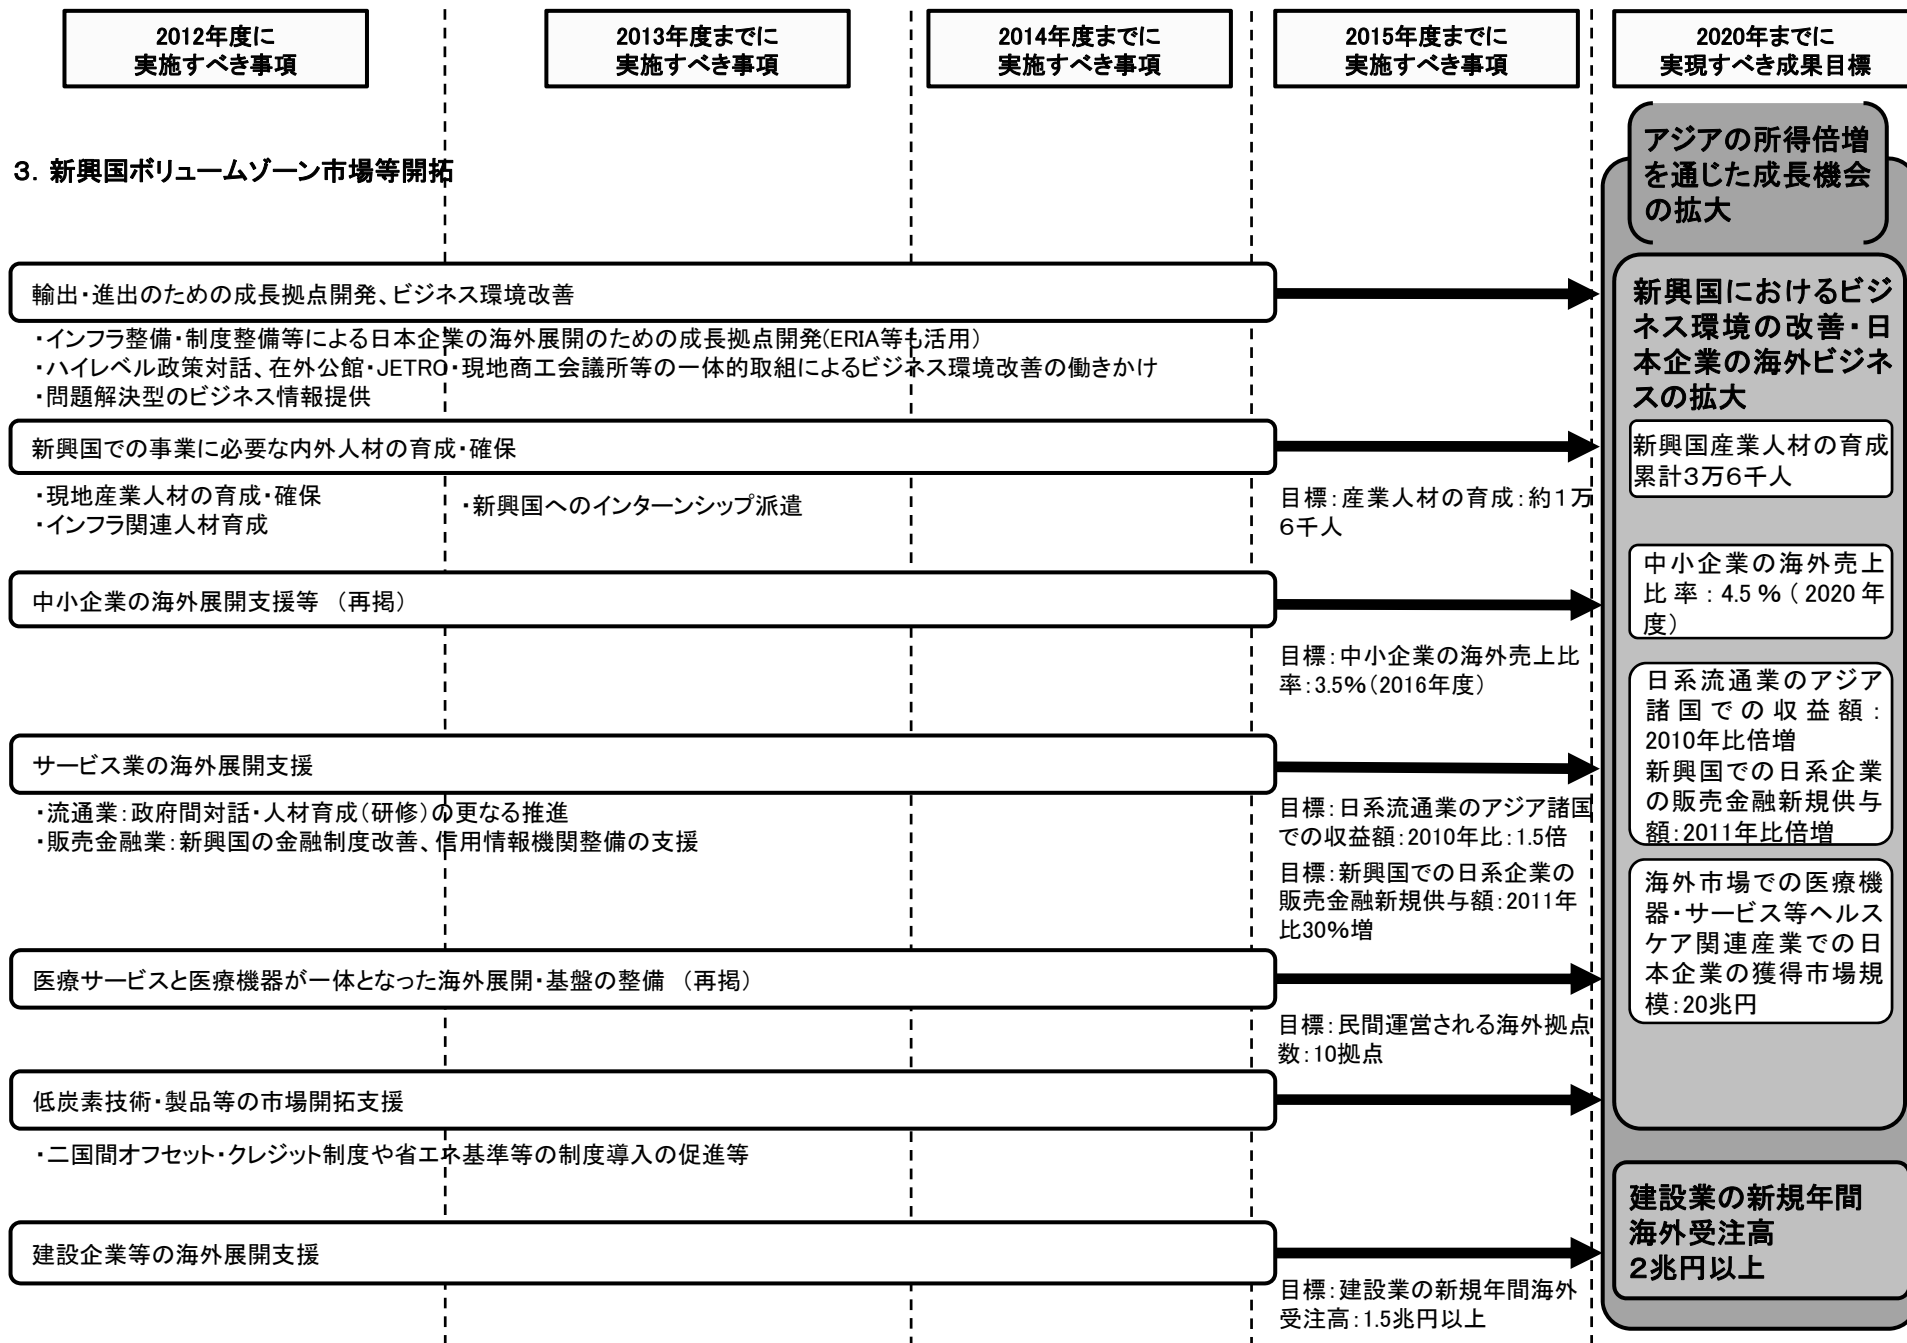 2012年度に
実施すべき事項
2013年度までに
実施すべき事項
2014年度までに
実施すべき事項
2015年度までに
実施すべき事項
2020年までに
実現すべき成果目標
3．新興国ボリュームゾーン市場等開拓
アジアの所得倍増
を通じた成長機会
の拡大
輸出・進出のための成長拠点開発、ビジネス環境改善
・インフラ整備・制度整備等による日本企業の海外展開のための成長拠点開発(ERIA等も活用)
・ハイレベル政策対話、在外公館・JETRO・現地商工会議所等の一体的取組によるビジネス環境改善の働きかけ
・問題解決型のビジネス情報提供
新興国におけるビジ
ネス環境の改善・日
本企業の海外ビジネ
スの拡大
新興国での事業に必要な内外人材の育成・確保
・現地産業人材の育成・確保
・インフラ関連人材育成
・新興国へのインターンシップ派遣
目標：産業人材の育成：約１万
６千人
新興国産業人材の育成
累計３万６千人
中小企業の海外展開支援等　（再掲）
目標：中小企業の海外売上比
率：3.5％（2016年度）
中小企業の海外売上
比率：4.5％（2020年
度）
サービス業の海外展開支援
・流通業：政府間対話・人材育成（研修）の更なる推進
・販売金融業：新興国の金融制度改善、信用情報機関整備の支援
目標：日系流通業のアジア諸国
での収益額：2010年比：1.5倍
目標：新興国での日系企業の
販売金融新規供与額：2011年
比30％増
日系流通業のアジア
諸国での収益額：
2010年比倍増
新興国での日系企業
の販売金融新規供与
額：2011年比倍増
医療サービスと医療機器が一体となった海外展開・基盤の整備　（再掲）
目標：民間運営される海外拠点
数：10拠点
海外市場での医療機
器・サービス等ヘルス
ケア関連産業での日
本企業の獲得市場規
模：20兆円
低炭素技術・製品等の市場開拓支援
・二国間オフセット・クレジット制度や省エネ基準等の制度導入の促進等
建設企業等の海外展開支援
目標：建設業の新規年間海外
受注高：1.5兆円以上
建設業の新規年間
海外受注高
２兆円以上